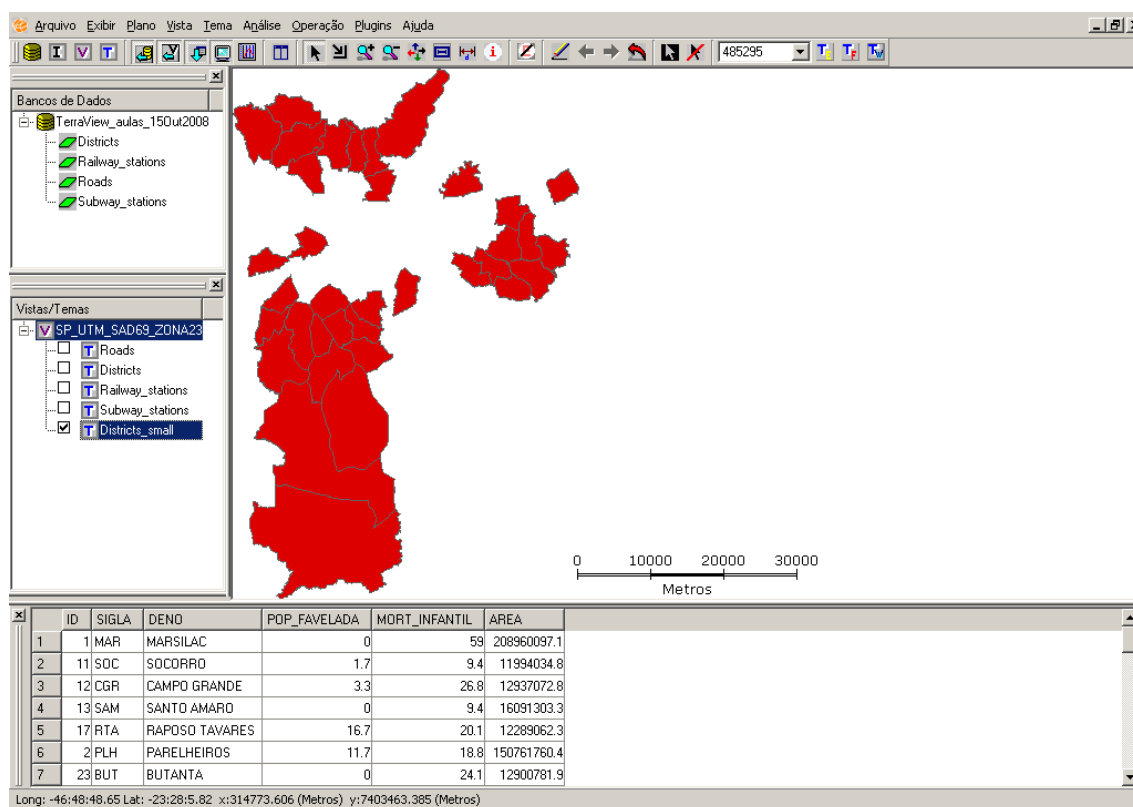 Arquivo Exibir Plano Vista Tema Análise Operação Plugins Ajuda
I V T 485295
Bancos de Dados
TerraView_aulas_15Out2008
Districts
Railway_stations
Roads
Subway_stations
Vistas/Temas
V SP_UTM_SAD69_ZONA23
T Roads
T Districts
T Railway_stations
T Subway_stations
T Districts_small
0 10000 20000 30000
Metros
ID SIGLA DENO POP_FAVELADA MORT_INFANTIL AREA
1 1 MAR MARSILAC 0 59 208960097.1
2 11 SOC SOCORRO 1.7 9.4 11994034.8
3 12 CGR CAMPO GRANDE 3.3 26.8 12937072.8
4 13 SAM SANTO AMARO 0 9.4 16091303.3
5 17 RTA RAPOSO TAVARES 16.7 20.1 12289062.3
6 2 PLH PARELHEIROS 11.7 18.8 150761760.4
7 23 BUT BUTANTA 0 24.1 12900781.9
Long: -46:48:48.65 Lat: -23:28:5.82 x:314773.606 (Metros) y:7403463.385 (Metros)